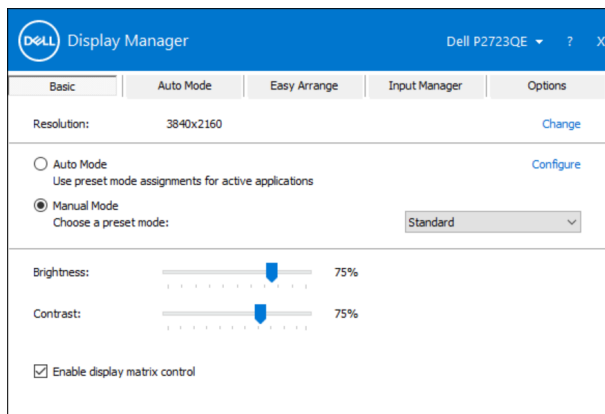 DELL Display Manager Dell P2723QE ? X
Basic Auto Mode Easy Arrange Input Manager Options
Resolution: 3840x2160 Change
Auto Mode Configure
Use preset mode assignments for active applications
Manual Mode
Choose a preset mode: Standard
Brightness: 75%
Contrast: 75%
Enable display matrix control